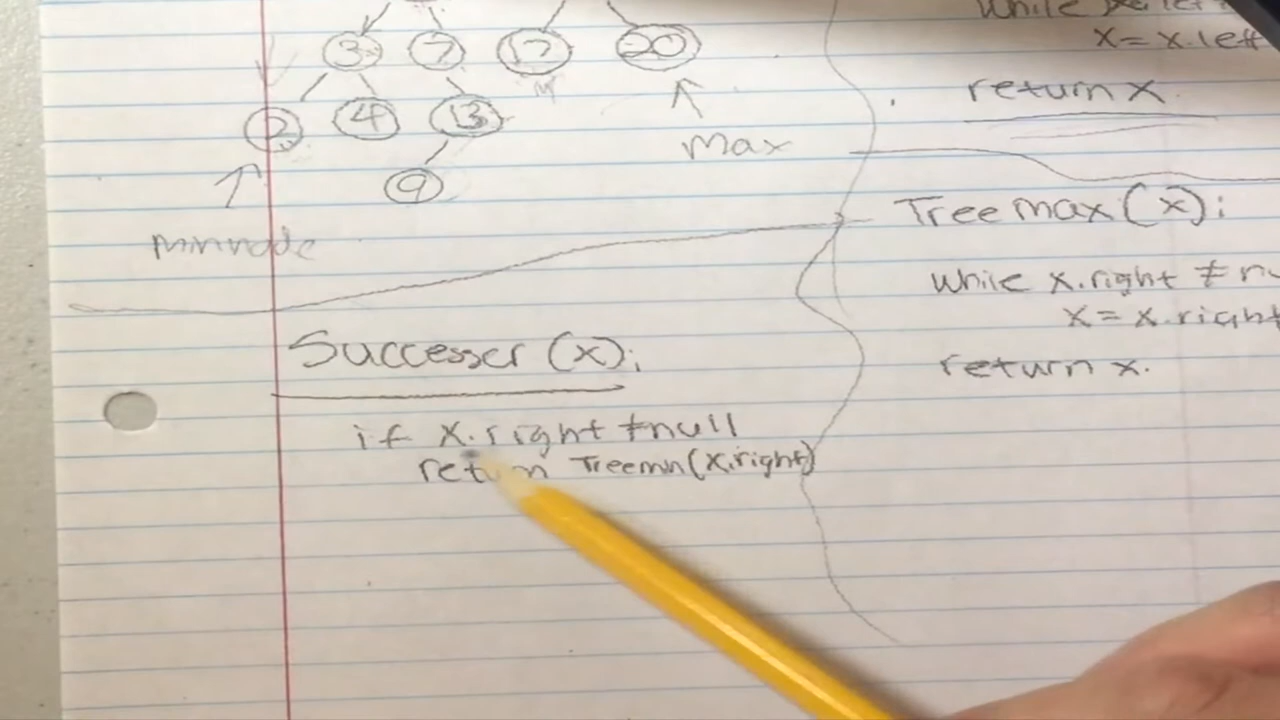 3 7 17 20
2 4 13
9
Max
Successer (x):
if x.right ≠ null
return Treemin(x.right)
x = x.left
return x
Tree max (x):
while x.right ≠
x = x.right
return x.